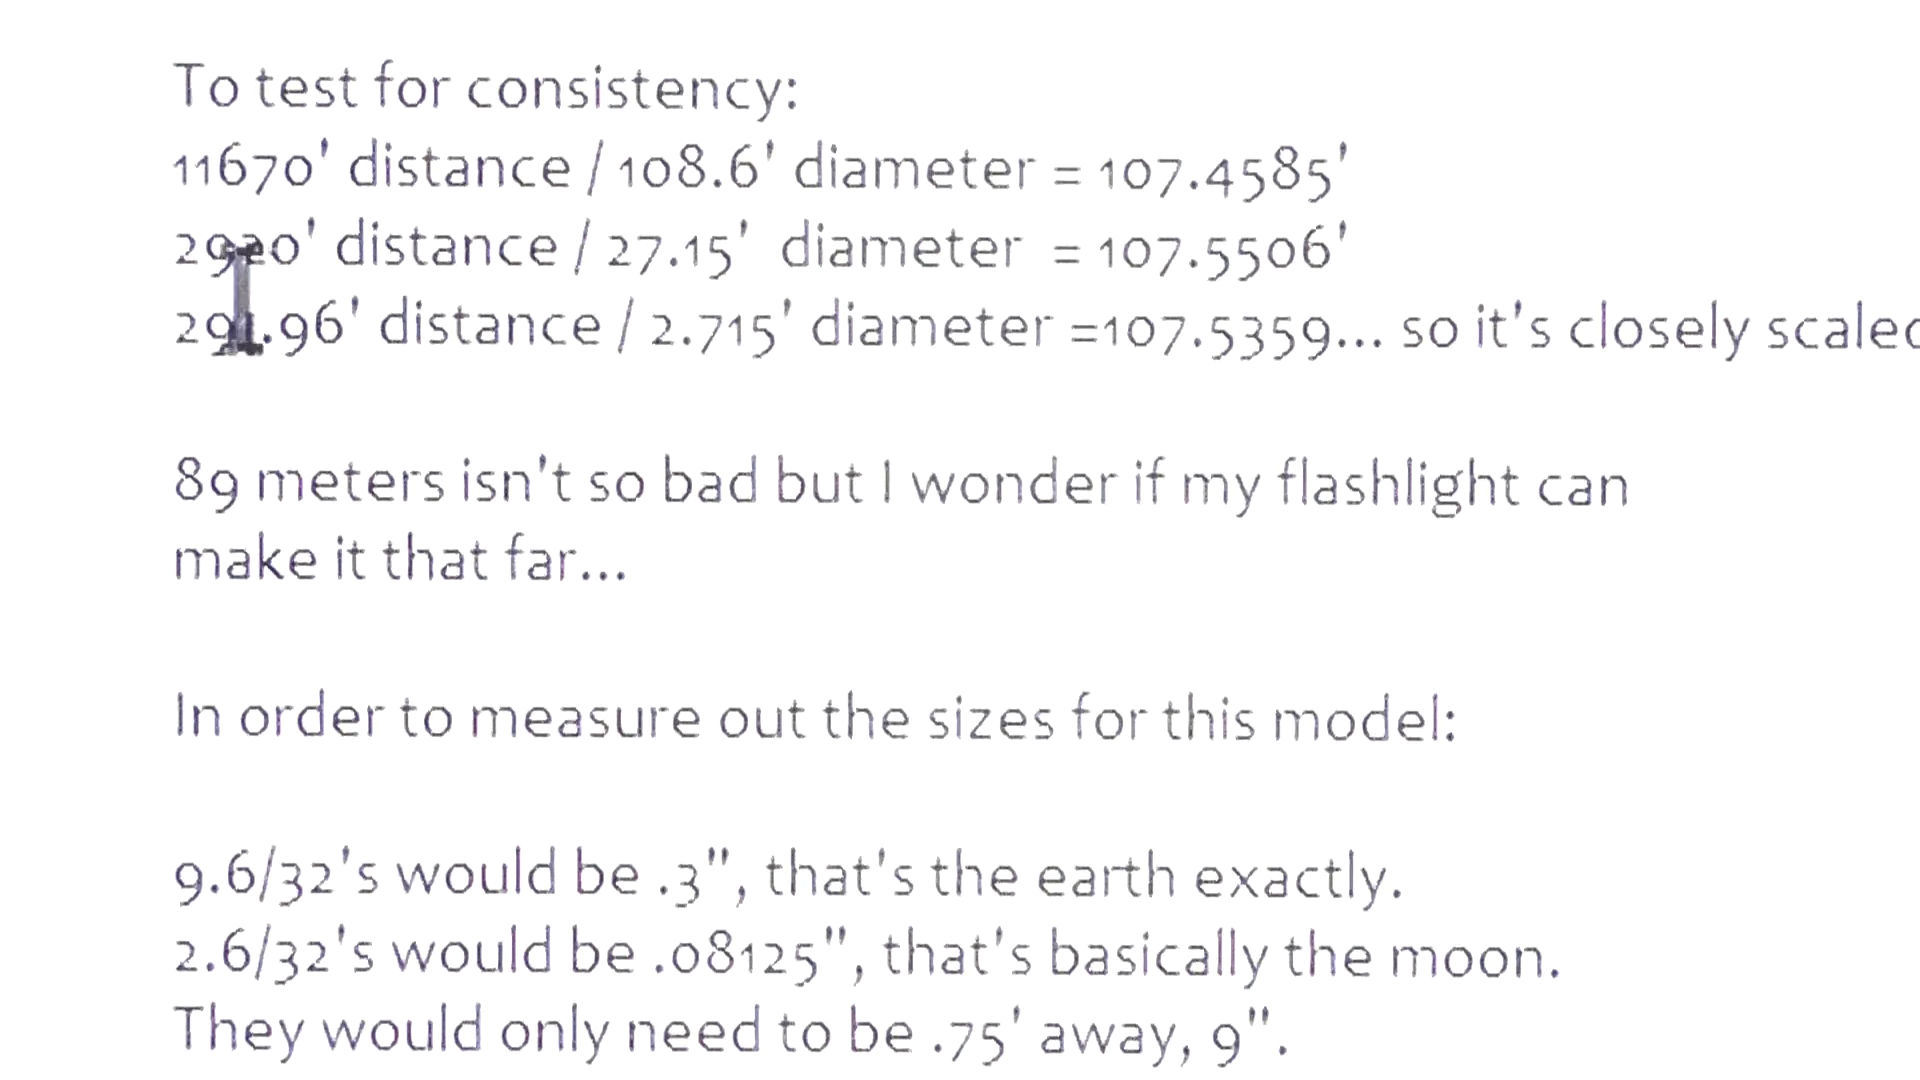 To test for consistency:
11670' distance / 108.6' diameter = 107.4585'
2920' distance / 27.15' diameter = 107.5506'
291.96' distance / 2.715' diameter =107.5359... so it's closely scaled
89 meters isn't so bad but I wonder if my flashlight can
make it that far...
In order to measure out the sizes for this model:
9.6/32's would be .3", that's the earth exactly.
2.6/32's would be .08125", that's basically the moon.
They would only need to be .75' away, 9".